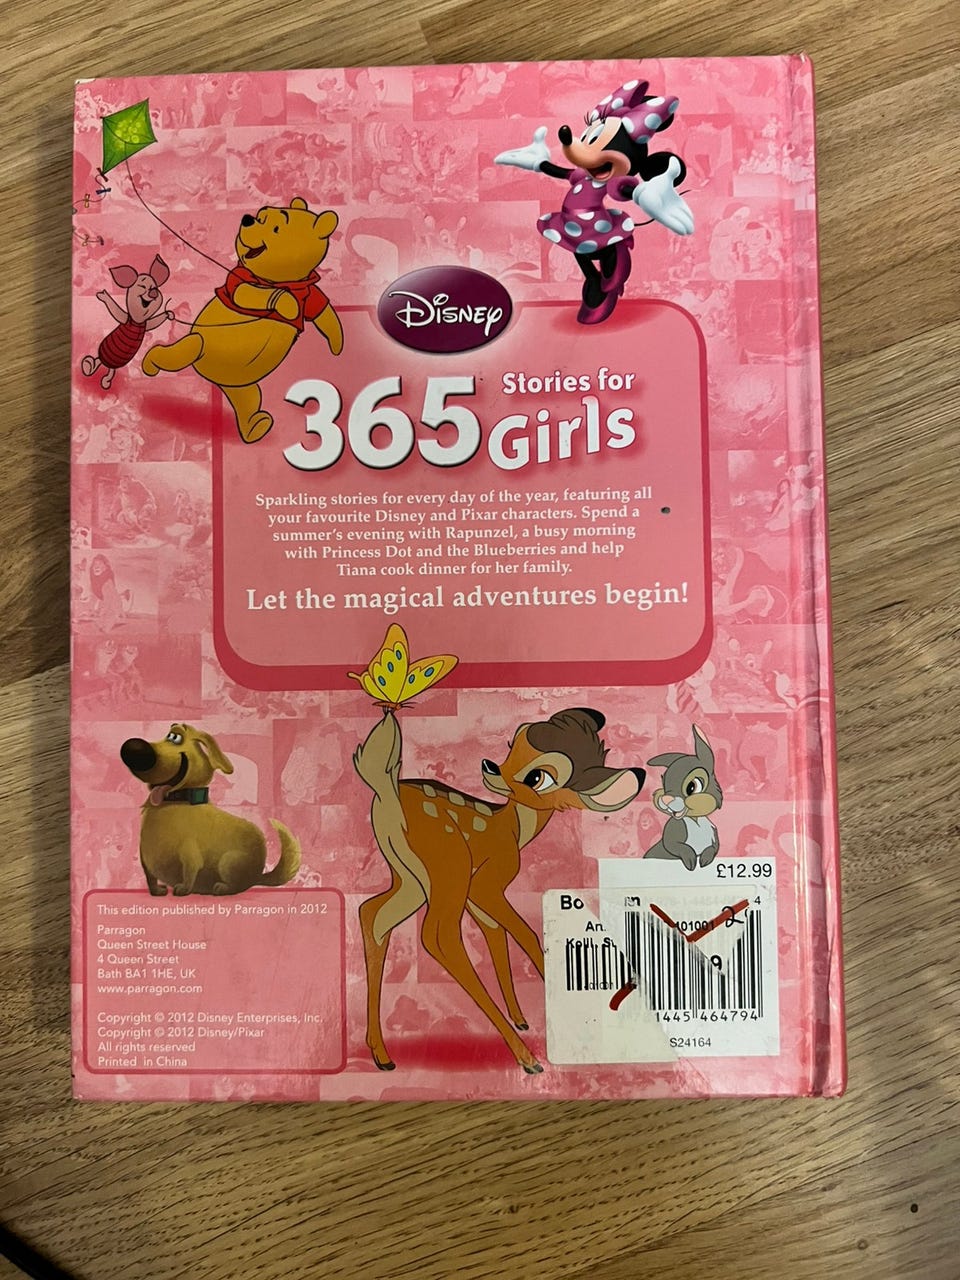 Disney
365 Stories for
Girls
Sparkling stories for every day of the year, featuring all
your favourite Disney and Pixar characters. Spend a
summer's evening with Rapunzel, a busy morning
with Princess Dot and the Blueberries and help
Tiana cook dinner for her family.
Let the magical adventures begin!
This edition published by Parragon in 2012
Parragon
Queen Street House
4 Queen Street
Bath BA1 1HE, UK
www.parragon.com
Copyright © 2012 Disney Enterprises, Inc.
Copyright © 2012 Disney/Pixar
All rights reserved
Printed in China
£12.99
1445 464794
S24164